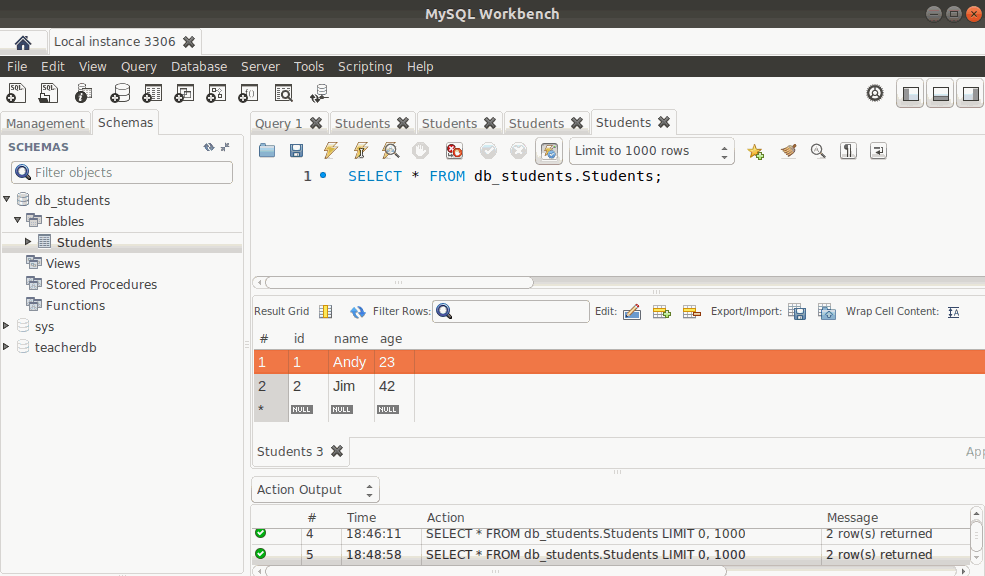 MySQL Workbench
Local instance 3306
File Edit View Query Database Server Tools Scripting Help
Management Schemas
Query 1 Students Students Students Students
SCHEMAS
Filter objects
db_students
Tables
Students
Views
Stored Procedures
Functions
sys
teacherdb
Limit to 1000 rows
1 SELECT * FROM db_students.Students;
Result Grid Filter Rows: Edit: Export/Import: Wrap Cell Content:
# id name age
1 1 Andy 23
2 2 Jim 42
* NULL NULL NULL
Students 3
App
Action Output
# Time Action Message
4 18:46:11 SELECT * FROM db_students.Students LIMIT 0, 1000 2 row(s) returned
5 18:48:58 SELECT * FROM db_students.Students LIMIT 0, 1000 2 row(s) returned